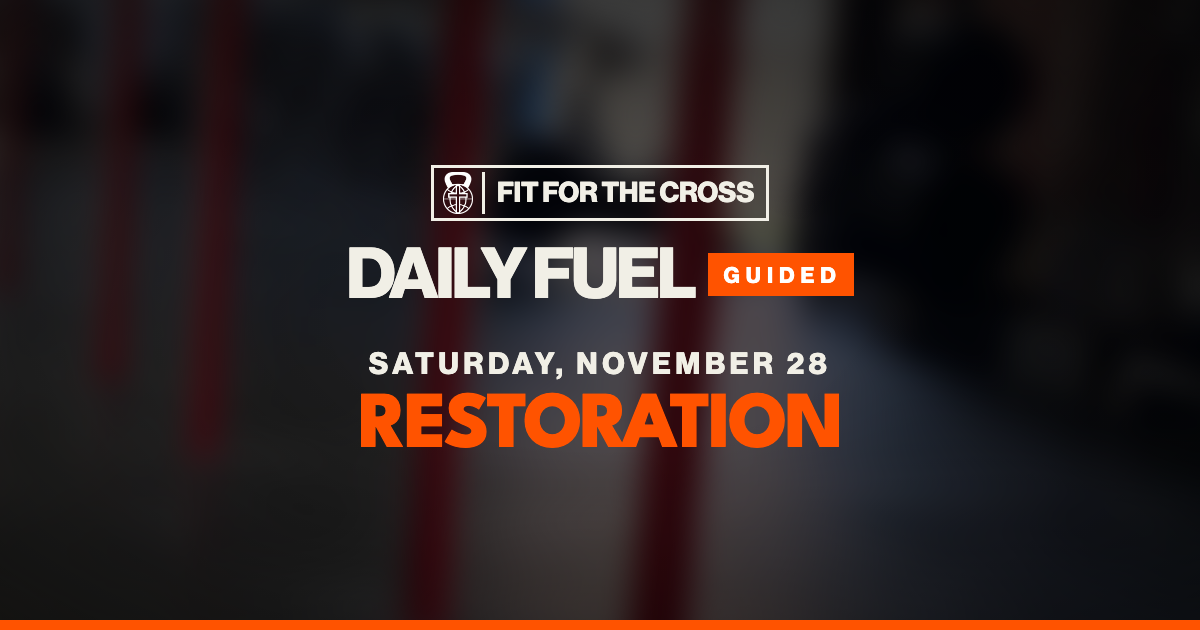 FIT FOR THE CROSS
DAILY FUEL GUIDED
SATURDAY, NOVEMBER 28
RESTORATION